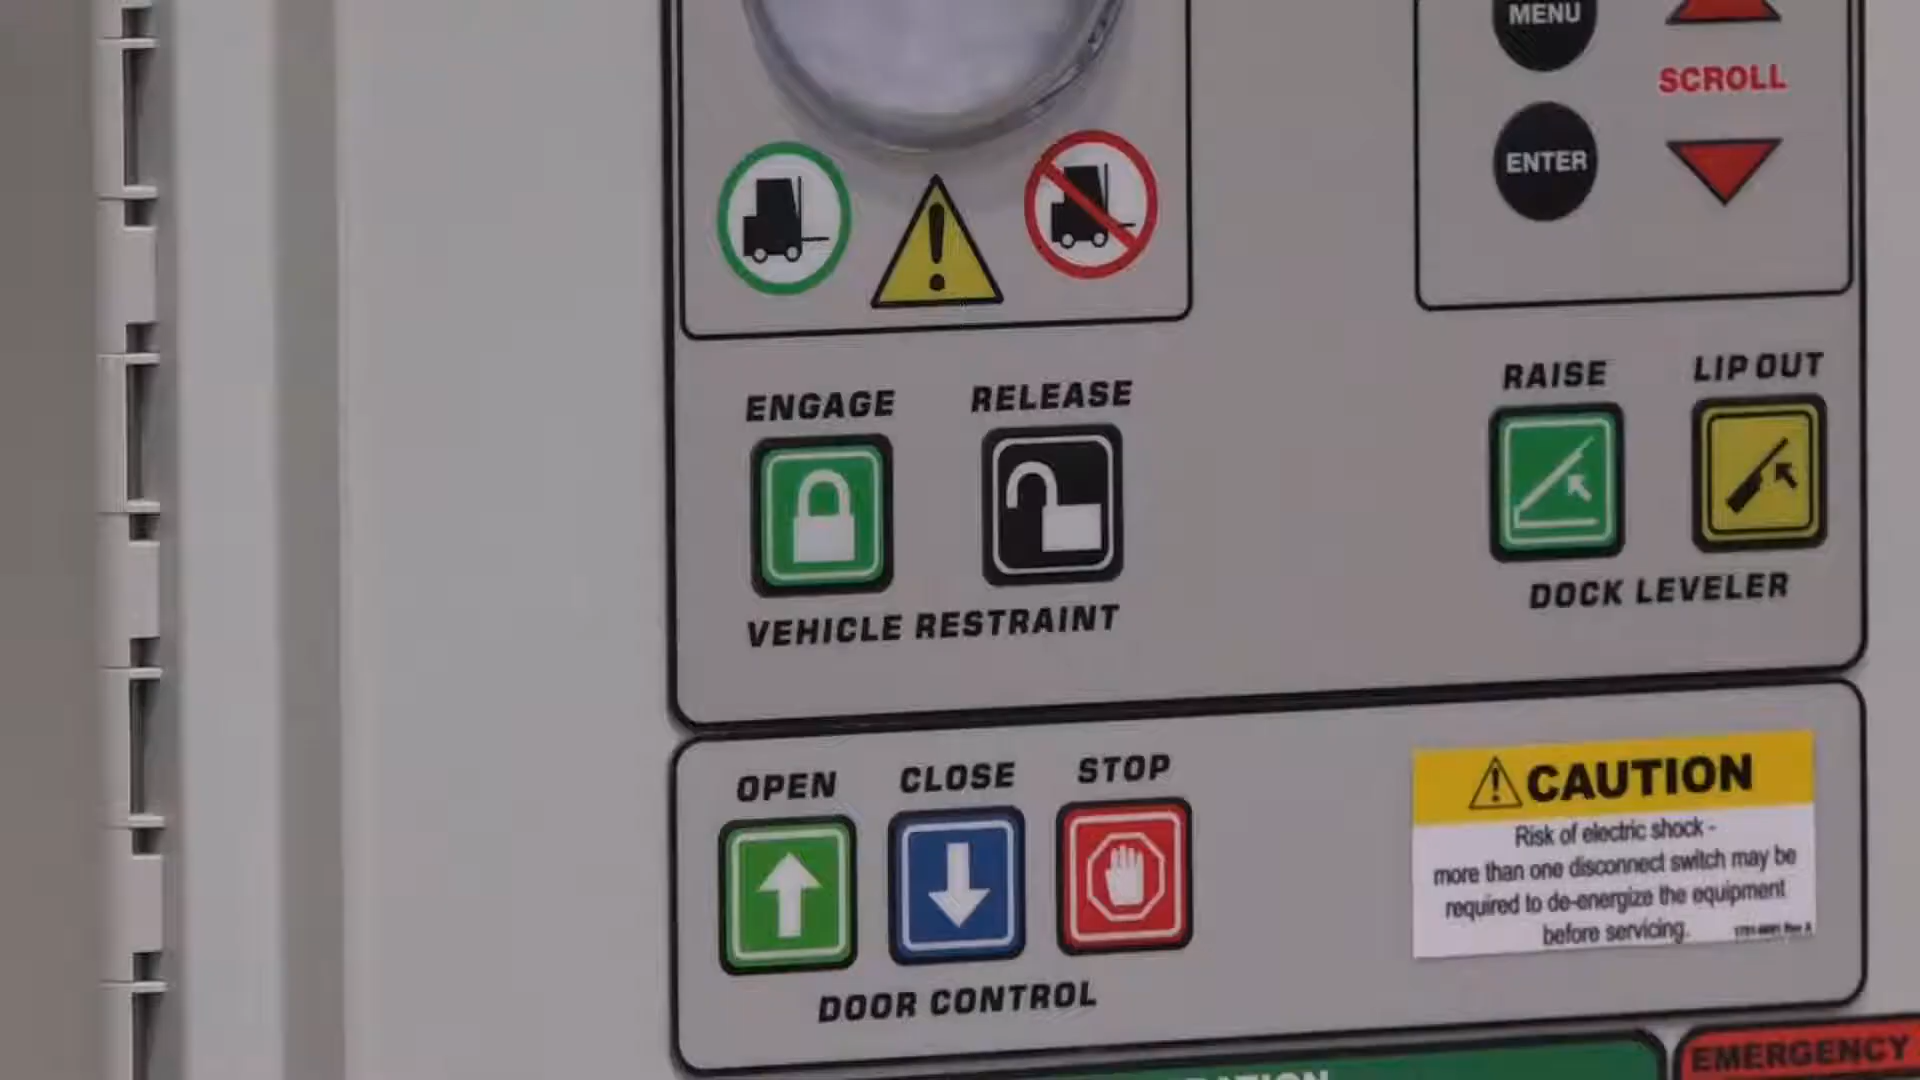 MENU
SCROLL
ENTER
ENGAGE
RELEASE
RAISE
LIP OUT
VEHICLE RESTRAINT
DOCK LEVELER
OPEN
CLOSE
STOP
DOOR CONTROL
CAUTION
Risk of electric shock -
more than one disconnect switch may be
required to de-energize the equipment
before servicing.
EMERGENCY